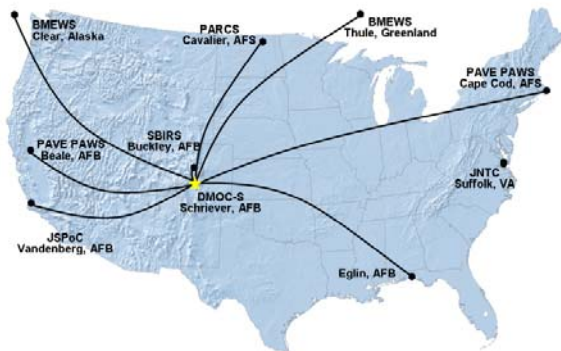 BMEWS
Clear, Alaska
PARCS
Cavalier, AFS
BMEWS
Thule, Greenland
PAVE PAWS
Cape Cod, AFS
PAVE PAWS
Beale, AFB
SBIRS
Buckley, AFB
JNTC
Suffolk, VA
DMOC-S
Schriever, AFB
JSPoC
Vandenberg, AFB
Eglin, AFB